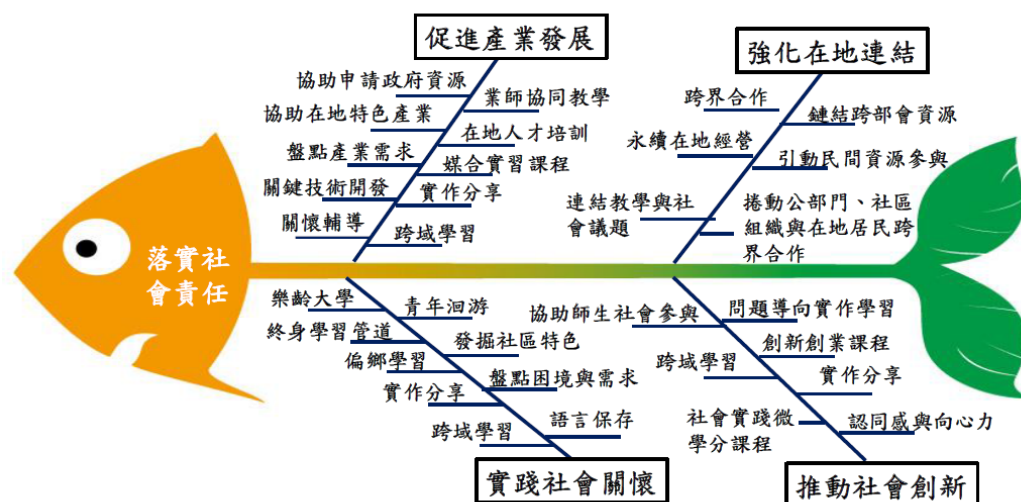 促進產業發展
強化在地連結
協助申請政府資源
業師協同教學
協助在地特色產業
在地人才培訓
盤點產業需求
媒合實習課程
關鍵技術開發
實作分享
關懷輔導
跨域學習
跨界合作
鏈結跨部會資源
永續在地經營
引動民間資源參與
連結教學與社
會議題
捲動公部門、社區
組織與在地居民跨
界合作
落實社
會責任
樂齡大學
青年洄游
終身學習管道
發掘社區特色
偏鄉學習
盤點困境與需求
實作分享
語言保存
跨域學習
協助師生社會參與
問題導向實作學習
創新創業課程
跨域學習
實作分享
社會實踐微
學分課程
認同感與向心力
實踐社會關懷
推動社會創新